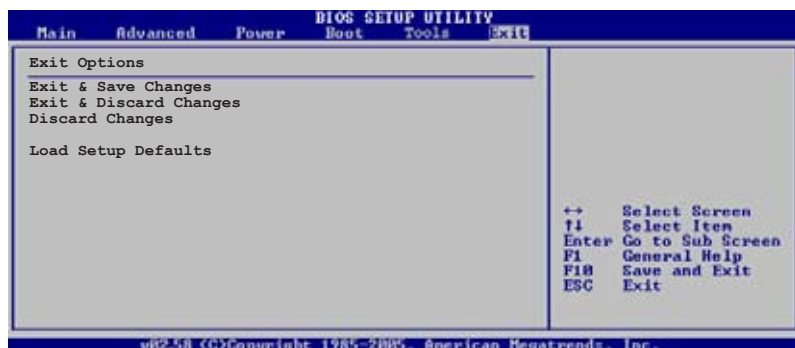 BIOS SETUP UTILITY
Main Advanced Power Boot Tools Exit
Exit Options
Exit & Save Changes
Exit & Discard Changes
Discard Changes
Load Setup Defaults
↔ Select Screen
↑↓ Select Item
Enter Go to Sub Screen
F1 General Help
F10 Save and Exit
ESC Exit
v02.58 (C)Copyright 1985-2005, American Megatrends, Inc.